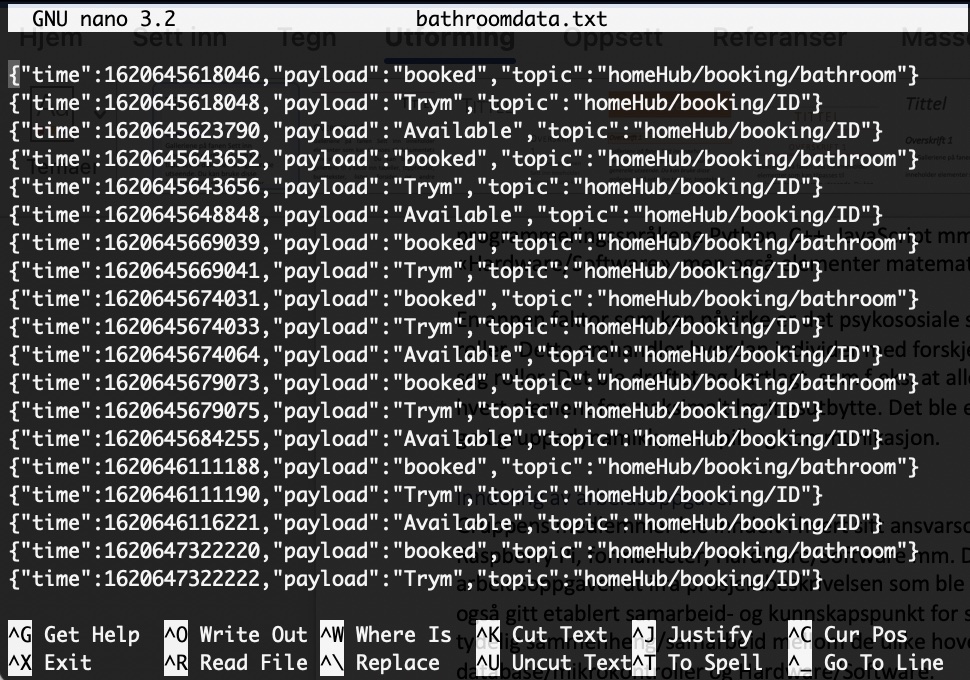 GNU nano 3.2 bathroomdata.txt
Hjem Sett inn Tegn Utforming Oppsett Referanser
{"time":1620645618046,"payload":"booked","topic":"homeHub/booking/bathroom"}
{"time":1620645618048,"payload":"Trym","topic":"homeHub/booking/ID"}
{"time":1620645623790,"payload":"Available","topic":"homeHub/booking/ID"}
{"time":1620645643652,"payload":"booked","topic":"homeHub/booking/bathroom"}
{"time":1620645643656,"payload":"Trym","topic":"homeHub/booking/ID"}
{"time":1620645648848,"payload":"Available","topic":"homeHub/booking/ID"}
{"time":1620645669039,"payload":"booked","topic":"homeHub/booking/bathroom"}
{"time":1620645669041,"payload":"Trym","topic":"homeHub/booking/ID"}
{"time":1620645674031,"payload":"booked","topic":"homeHub/booking/bathroom"}
{"time":1620645674033,"payload":"Trym","topic":"homeHub/booking/ID"}
{"time":1620645674064,"payload":"Available","topic":"homeHub/booking/ID"}
{"time":1620645679073,"payload":"booked","topic":"homeHub/booking/bathroom"}
{"time":1620645679075,"payload":"Trym","topic":"homeHub/booking/ID"}
{"time":1620645684255,"payload":"Available","topic":"homeHub/booking/ID"}
{"time":1620646111188,"payload":"booked","topic":"homeHub/booking/bathroom"}
{"time":1620646111190,"payload":"Trym","topic":"homeHub/booking/ID"}
{"time":1620646116221,"payload":"Available","topic":"homeHub/booking/ID"}
{"time":1620647322220,"payload":"booked","topic":"homeHub/booking/bathroom"}
{"time":1620647322222,"payload":"Trym","topic":"homeHub/booking/ID"}
^G Get Help ^O Write Out ^W Where Is ^K Cut Text ^J Justify ^C Cur Pos
^X Exit ^R Read File ^\ Replace ^U Uncut Text ^T To Spell ^_ Go To Line